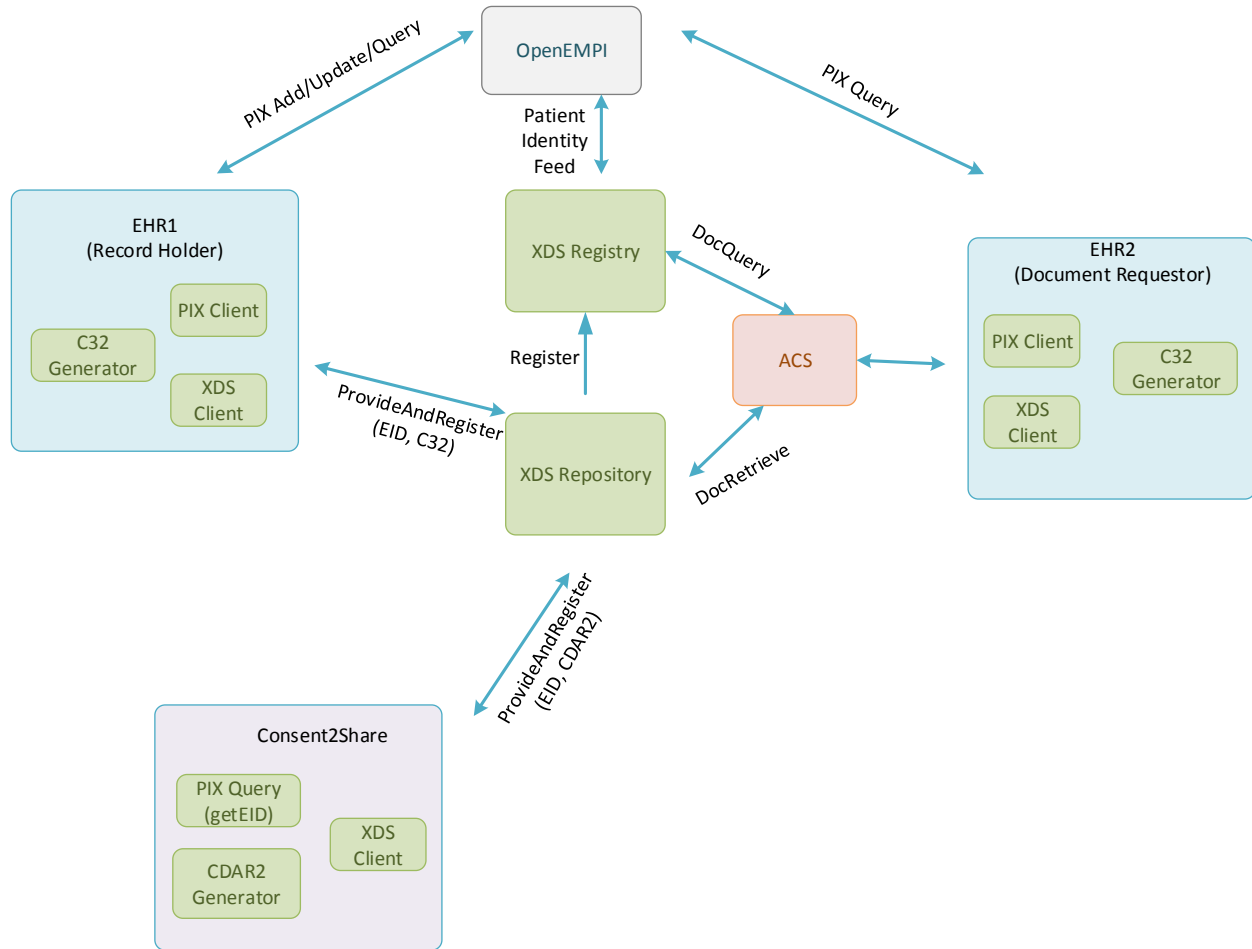 OpenEMPI
PIX Add/Update/Query
PIX Query
Patient
Identity
Feed
EHR1
(Record Holder)
PIX Client
C32
Generator
XDS
Client
XDS Registry
DocQuery
EHR2
(Document Requestor)
PIX Client
C32
Generator
XDS
Client
ACS
Register
ProvideAndRegister
(EID, C32)
XDS Repository
DocRetrieve
ProvideAndRegister
(EID, CDAR2)
Consent2Share
PIX Query
(getEID)
XDS
Client
CDAR2
Generator